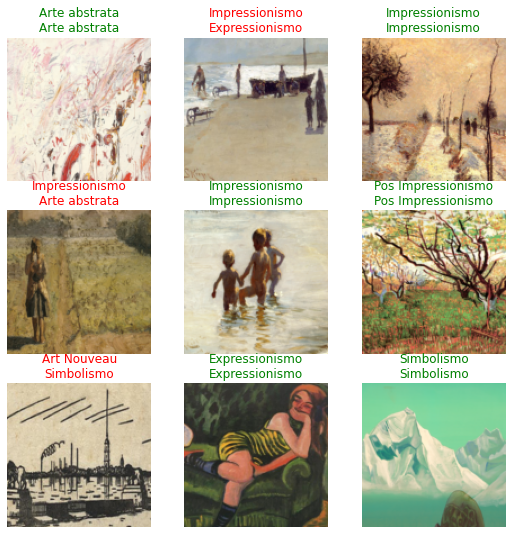 Arte abstrata
Arte abstrata
Impressionismo
Expressionismo
Impressionismo
Impressionismo
Impressionismo
Arte abstrata
Impressionismo
Impressionismo
Pos Impressionismo
Pos Impressionismo
Art Nouveau
Simbolismo
Expressionismo
Expressionismo
Simbolismo
Simbolismo